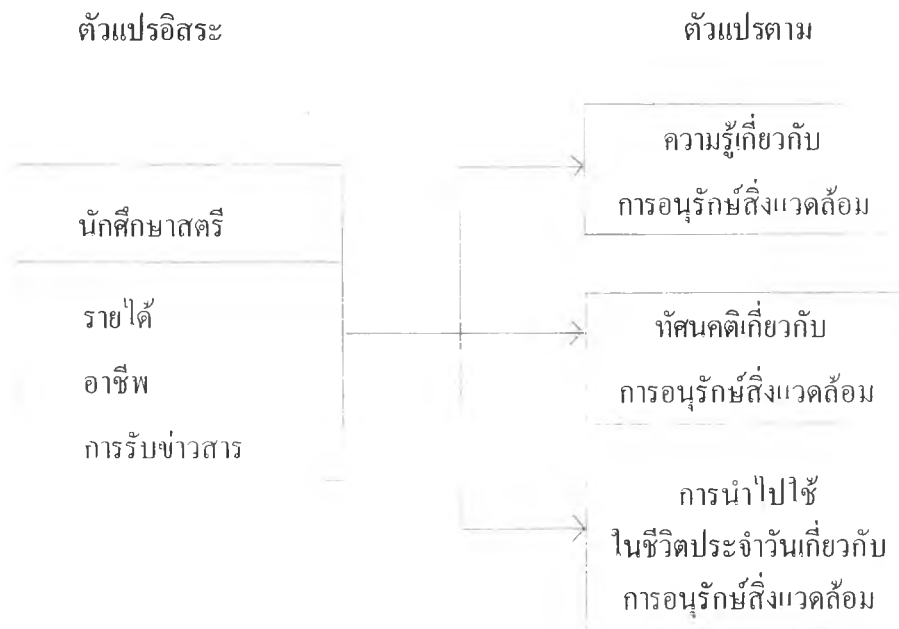 ตัวแปรอิสระ
ตัวแปรตาม
นักศึกษาสตรี
รายได้
อาชีพ
การรับข่าวสาร
ความรู้เกี่ยวกับ
การอนุรักษ์สิ่งแวดล้อม
ทัศนคติเกี่ยวกับ
การอนุรักษ์สิ่งแวดล้อม
การนำไปใช้
ในชีวิตประจำวันเกี่ยวกับ
การอนุรักษ์สิ่งแวดล้อม